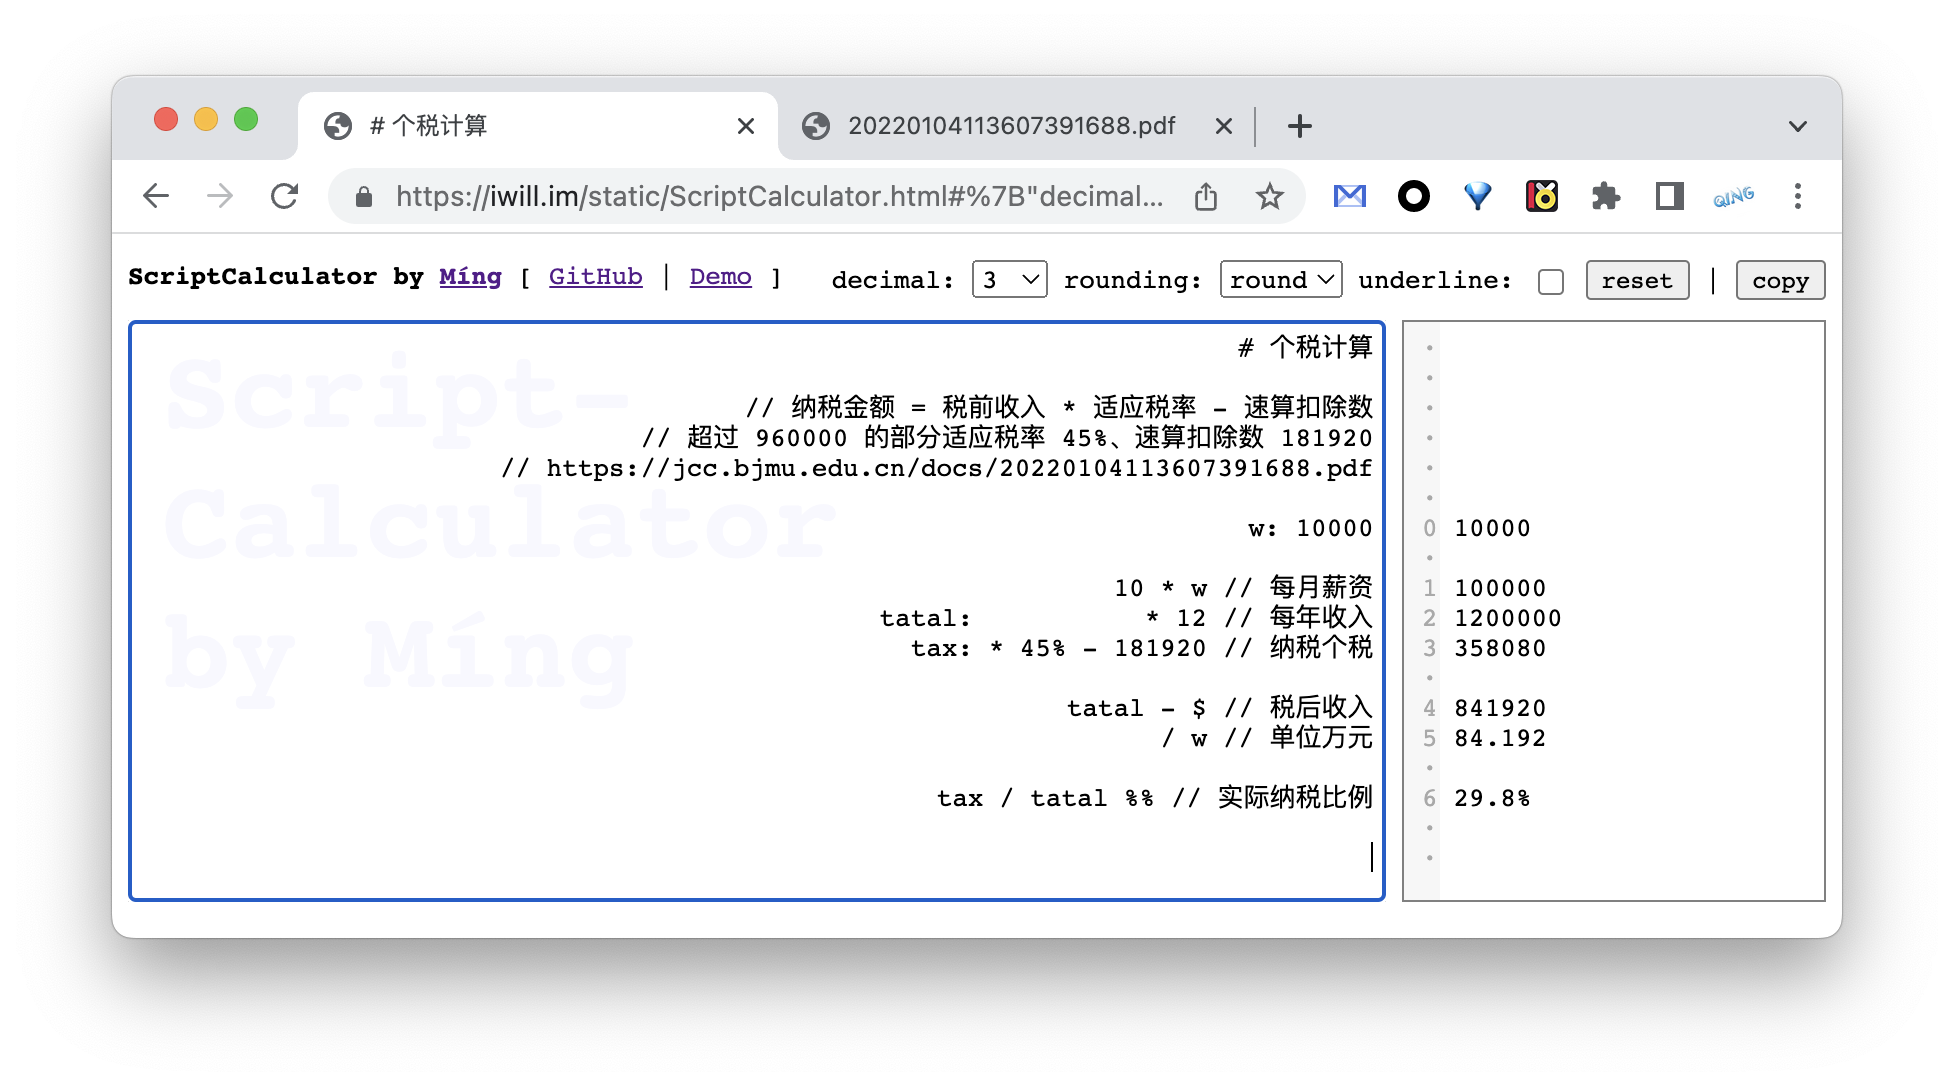 # 个税计算
20220104113607391688.pdf
https://iwill.im/static/ScriptCalculator.html#%7B"decimal...
QING
ScriptCalculator by Míng [ GitHub | Demo ] decimal: 3 rounding: round underline: reset | copy
Script-
Calculator
by Míng
# 个税计算
// 纳税金额 = 税前收入 * 适应税率 - 速算扣除数
// 超过 960000 的部分适应税率 45%、速算扣除数 181920
// https://jcc.bjmu.edu.cn/docs/20220104113607391688.pdf
w: 10000
10 * w // 每月薪资
tatal: * 12 // 每年收入
tax: * 45% - 181920 // 纳税个税
tatal - $ // 税后收入
/ w // 单位万元
tax / tatal %% // 实际纳税比例
0 10000
1 100000
2 1200000
3 358080
4 841920
5 84.192
6 29.8%